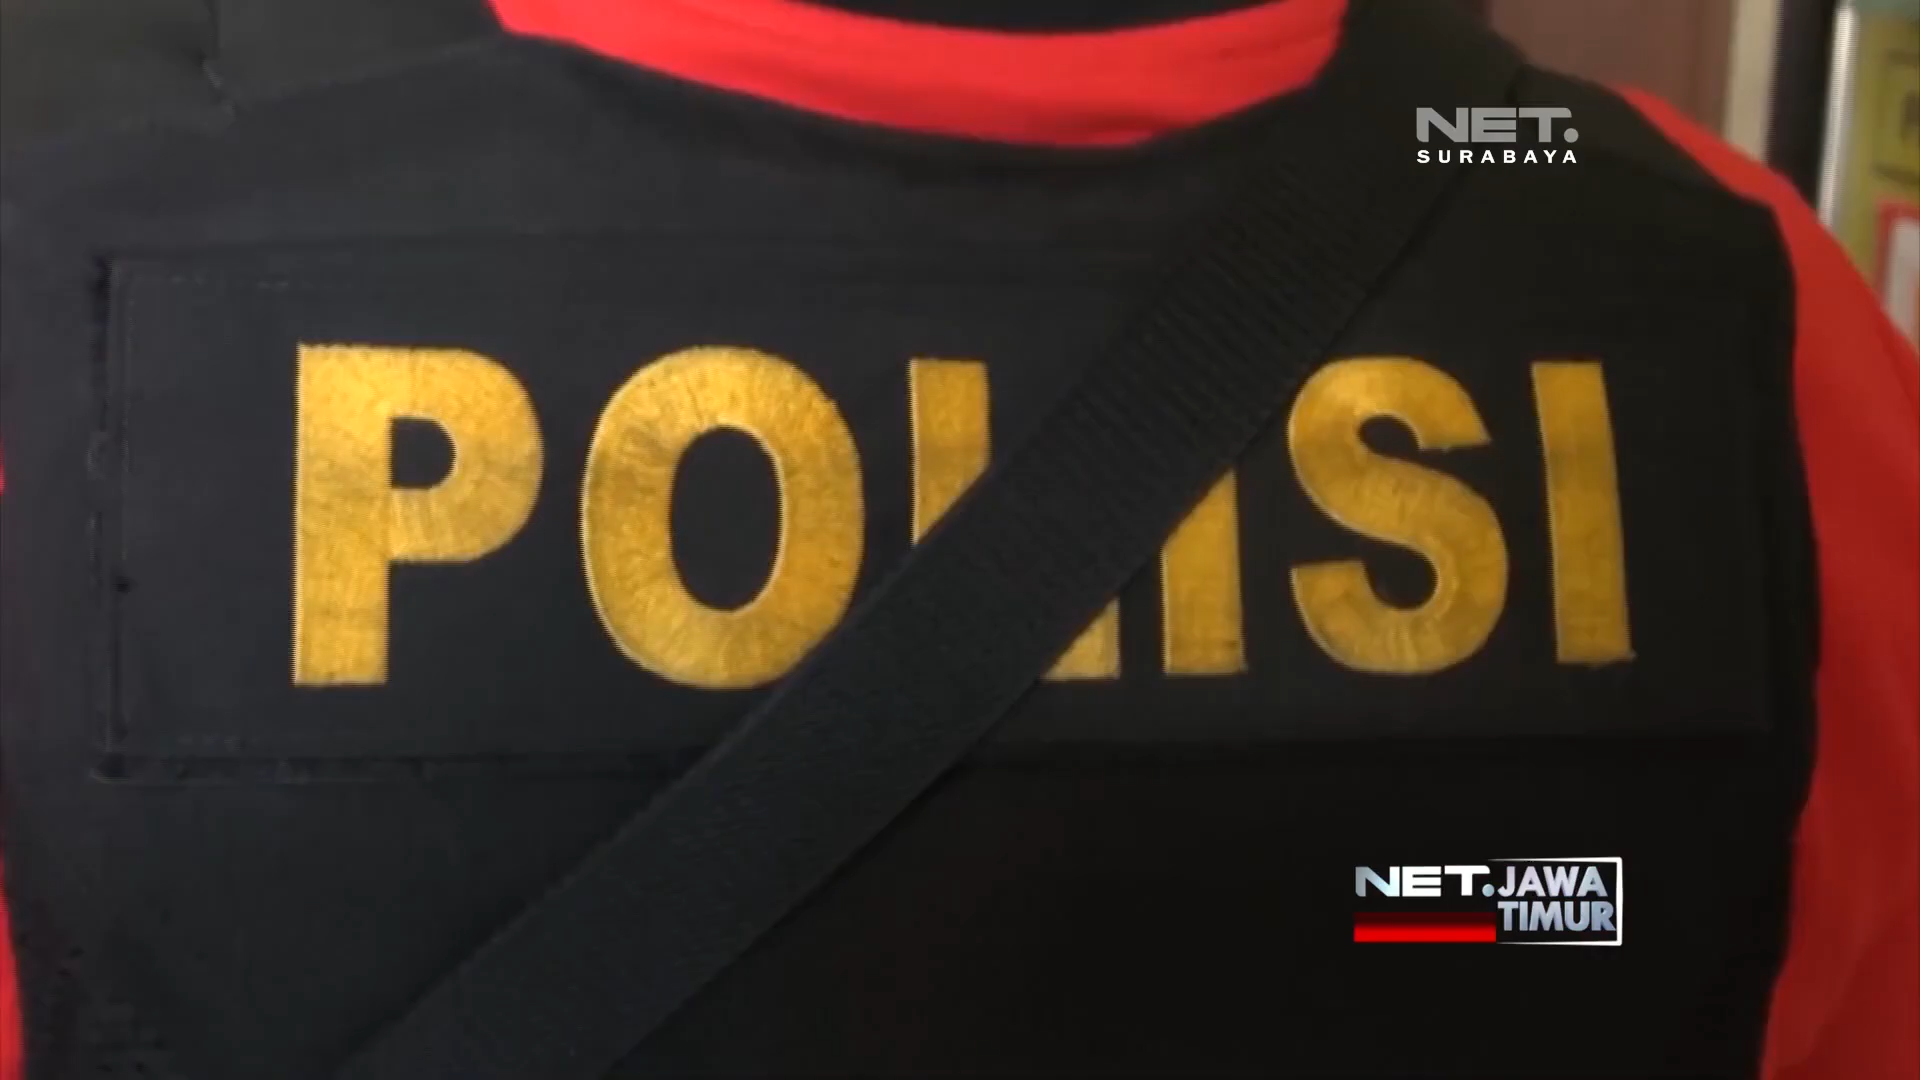 NET.
SURABAYA
POLISI
NET. JAWA
TIMUR